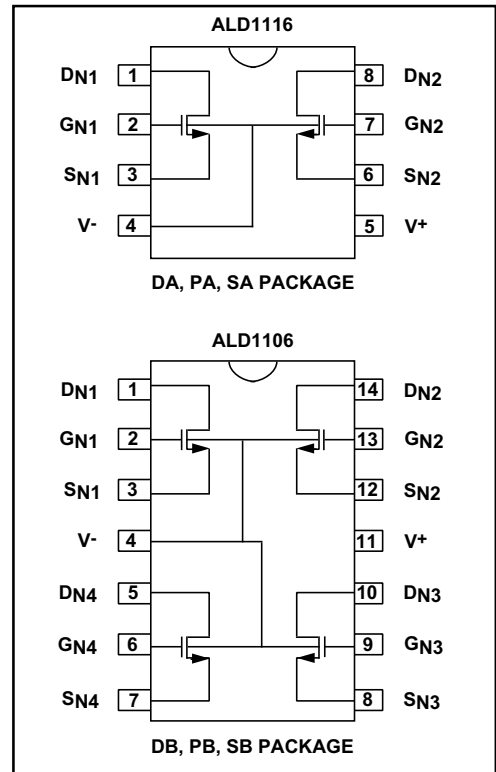 ALD1116
DN1 1 8 DN2
GN1 2 7 GN2
SN1 3 6 SN2
V- 4 5 V+
DA, PA, SA PACKAGE
ALD1106
DN1 1 14 DN2
GN1 2 13 GN2
SN1 3 12 SN2
V- 4 11 V+
DN4 5 10 DN3
GN4 6 9 GN3
SN4 7 8 SN3
DB, PB, SB PACKAGE